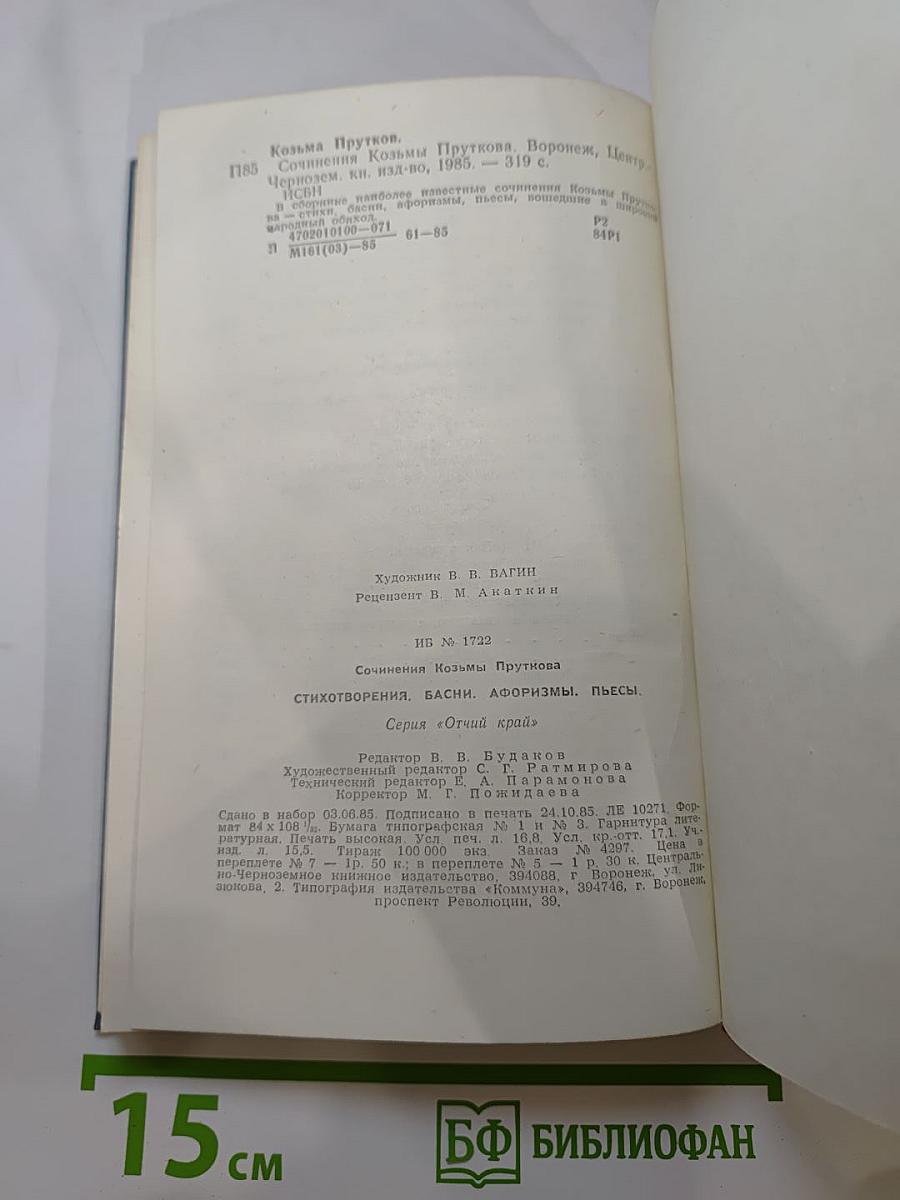 Козьма Прутков.
П85 Сочинения Козьмы Пруткова. Воронеж, Центр.-
Чернозем. кн. изд-во, 1985. — 319 с.
ИСБН
В сборнике наиболее известные сочинения Козьмы Прутко-
ва — стихи, басни, афоризмы, пьесы, вошедшие в широкий
народный обиход.
П 4702010100—071 61—85 Р2
М161(03)—85 84Р1
Художник В. В. ВАГИН
Рецензент В. М. Акаткин
ИБ № 1722
Сочинения Козьмы Пруткова
СТИХОТВОРЕНИЯ. БАСНИ. АФОРИЗМЫ. ПЬЕСЫ.
Серия «Отчий край»
Редактор В. В. Будаков
Художественный редактор С. Г. Ратмирова
Технический редактор Е. А. Парамонова
Корректор М. Г. Пожидаева
Сдано в набор 03.06.85. Подписано в печать 24.10.85. ЛЕ 10271. Фор-
мат 84х108 1/32. Бумага типографская № 1 и № 3. Гарнитура лите-
ратурная. Печать высокая. Усл. печ. л. 16,8. Усл. кр.-отт. 17,1. Уч.-
изд. л. 15,5. Тираж 100 000 экз. Заказ № 4297. Цена в
переплете № 7 — 1р. 50 к.; в переплете № 5 — 1 р. 30 к. Централь-
но-Черноземное книжное издательство, 394088, г. Воронеж, ул. Ли-
зюкова, 2. Типография издательства «Коммуна», 394746, г. Воронеж,
проспект Революции, 39.
15 см
БФ БИБЛИОФАН